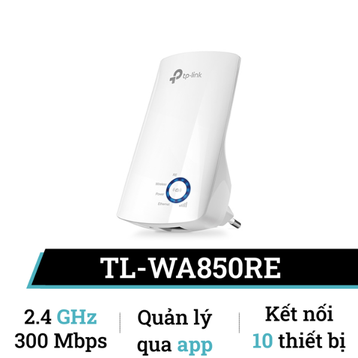 tp-link
TL-WA850RE
2.4 GHz
300 Mbps
Quản lý
qua app
Kết nối
10 thiết bị